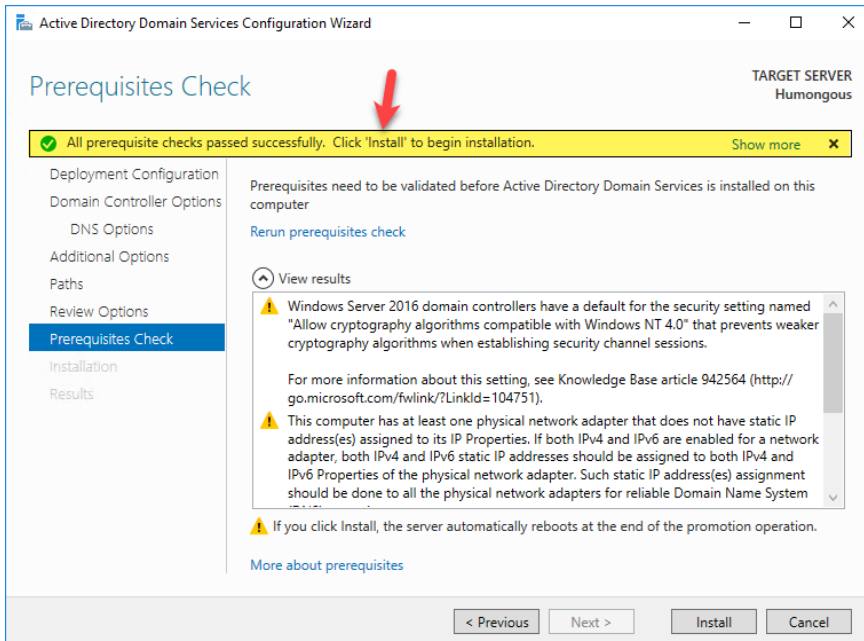 Active Directory Domain Services Configuration Wizard
Prerequisites Check
TARGET SERVER
Humongous
All prerequisite checks passed successfully. Click 'Install' to begin installation.
Show more
Deployment Configuration
Domain Controller Options
DNS Options
Additional Options
Paths
Review Options
Prerequisites Check
Installation
Results
Prerequisites need to be validated before Active Directory Domain Services is installed on this
computer
Rerun prerequisites check
View results
Windows Server 2016 domain controllers have a default for the security setting named
"Allow cryptography algorithms compatible with Windows NT 4.0" that prevents weaker
cryptography algorithms when establishing security channel sessions.
For more information about this setting, see Knowledge Base article 942564 (http://
go.microsoft.com/fwlink/?LinkId=104751).
This computer has at least one physical network adapter that does not have static IP
address(es) assigned to its IP Properties. If both IPv4 and IPv6 are enabled for a network
adapter, both IPv4 and IPv6 static IP addresses should be assigned to both IPv4 and
IPv6 Properties of the physical network adapter. Such static IP address(es) assignment
should be done to all the physical network adapters for reliable Domain Name System
If you click Install, the server automatically reboots at the end of the promotion operation.
More about prerequisites
< Previous
Next >
Install
Cancel